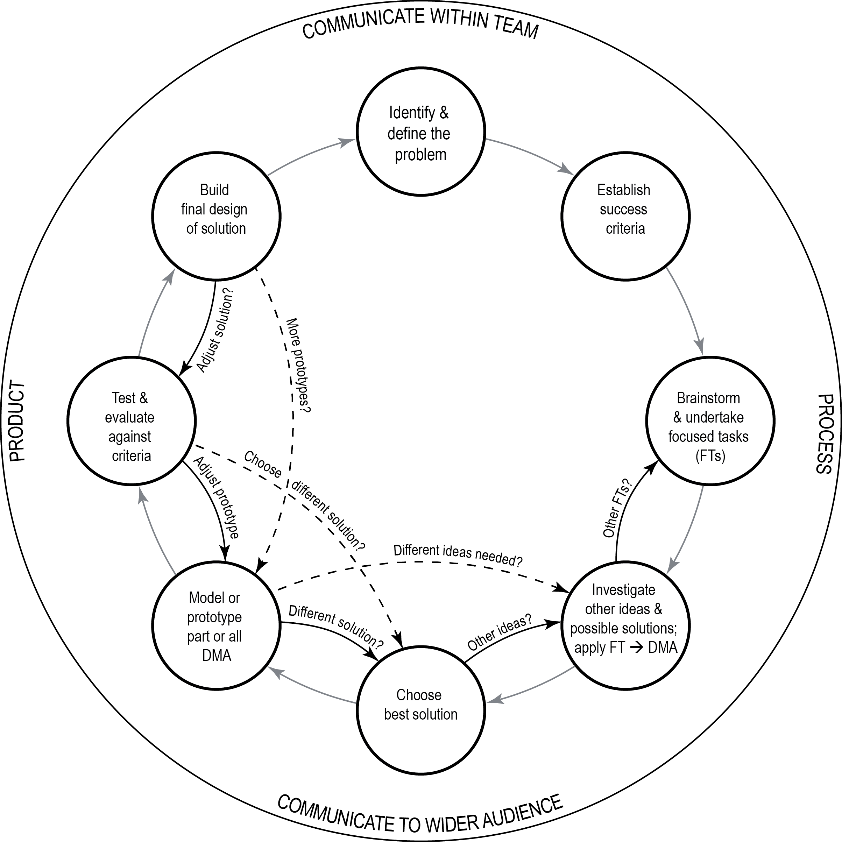 COMMUNICATE WITHIN TEAM
Identify &
define the
problem
Establish
success
criteria
Brainstorm
& undertake
focused tasks
(FTs)
Other FTs?
Investigate
other ideas &
possible solutions;
apply FT → DMA
Other ideas?
Choose
best solution
Different solution?
Different ideas needed?
Model or
prototype
part or all
DMA
Adjust prototype
Choose different solution?
Test &
evaluate
against
criteria
Adjust solution?
More prototypes?
Build
final design
of solution
PRODUCT
PROCESS
COMMUNICATE TO WIDER AUDIENCE